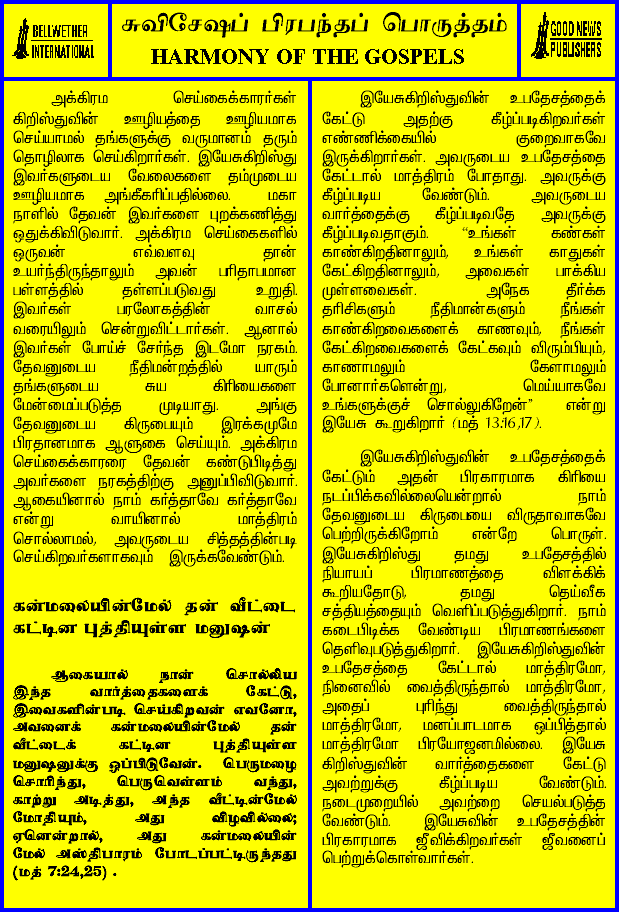 BELLWETHER
INTERNATIONAL
சுவிசேஷப் பிரபந்தப் பொருத்தம்
HARMONY OF THE GOSPELS
GOOD NEWS
PUBLISHERS
அக்கிரம செய்கைக்காரர்கள்
கிறிஸ்துவின் ஊழியத்தை ஊழியமாக
செய்யாமல் தங்களுக்கு வருமானம் தரும்
தொழிலாக செய்கிறார்கள். இயேசுகிறிஸ்து
இவர்களுடைய வேலைகளை தம்முடைய
ஊழியமாக அங்கீகரிப்பதில்லை. மகா
நாளில் தேவன் இவர்களை புறக்கணித்து
ஒதுக்கிவிடுவார். அக்கிரம செய்கைகளில்
ஒருவன் எவ்வளவு தான்
உயர்ந்திருந்தாலும் அவன் பரிதாபமான
பள்ளத்தில் தள்ளப்படுவது உறுதி.
இவர்கள் பரலோகத்தின் வாசல்
வரையிலும் சென்றுவிட்டார்கள். ஆனால்
இவர்கள் போய்ச் சேர்ந்த இடமோ நரகம்.
தேவனுடைய நீதிமன்றத்தில் யாரும்
தங்களுடைய சுய கிரியைகளை
மேன்மைப்படுத்த முடியாது. அங்கு
தேவனுடைய கிருபையும் இரக்கமுமே
பிரதானமாக ஆளுகை செய்யும். அக்கிரம
செய்கைக்காரரை தேவன் கண்டுபிடித்து
அவர்களை நரகத்திற்கு அனுப்பிவிடுவார்.
ஆகையினால் நாம் கர்த்தாவே கர்த்தாவே
என்று வாயினால் மாத்திரம்
சொல்லாமல், அவருடைய சித்தத்தின்படி
செய்கிறவர்களாகவும் இருக்கவேண்டும்.
கன்மலையின்மேல் தன் வீட்டை
கட்டின புத்தியுள்ள மனுஷன்
ஆகையால் நான் சொல்லிய
இந்த வார்த்தைகளைக் கேட்டு,
இவைகளின்படி செய்கிறவன் எவனோ,
அவனைக் கன்மலையின்மேல் தன்
வீட்டைக் கட்டின புத்தியுள்ள
மனுஷனுக்கு ஒப்பிடுவேன். பெருமழை
சொரிந்து, பெருவெள்ளம் வந்து,
காற்று அடித்து, அந்த வீட்டின்மேல்
மோதியும், அது விழவில்லை;
ஏனென்றால், அது கன்மலையின்
மேல் அஸ்திபாரம் போடப்பட்டிருந்தது
(மத் 7:24,25) .
இயேசுகிறிஸ்துவின் உபதேசத்தைக்
கேட்டு அதற்கு கீழ்ப்படிகிறவர்கள்
எண்ணிக்கையில் குறைவாகவே
இருக்கிறார்கள். அவருடைய உபதேசத்தை
கேட்டால் மாத்திரம் போதாது. அவருக்கு
கீழ்ப்படிய வேண்டும். அவருடைய
வார்த்தைக்கு கீழ்ப்படிவதே அவருக்கு
கீழ்ப்படிவதாகும். “உங்கள் கண்கள்
காண்கிறதினாலும், உங்கள் காதுகள்
கேட்கிறதினாலும், அவைகள் பாக்கிய
முள்ளவைகள். அநேக தீர்க்க
தரிசிகளும் நீதிமான்களும் நீங்கள்
காண்கிறவைகளைக் காணவும், நீங்கள்
கேட்கிறவைகளைக் கேட்கவும் விரும்பியும்,
காணாமலும் கேளாமலும்
போனார்களென்று, மெய்யாகவே
உங்களுக்குச் சொல்லுகிறேன்” என்று
இயேசு கூறுகிறார் (மத் 13:16,17).
இயேசுகிறிஸ்துவின் உபதேசத்தைக்
கேட்டும் அதன் பிரகாரமாக கிரியை
நடப்பிக்கவில்லையென்றால் நாம்
தேவனுடைய கிருபையை விருதாவாகவே
பெற்றிருக்கிறோம் என்றே பொருள்.
இயேசுகிறிஸ்து தமது உபதேசத்தில்
நியாயப் பிரமாணத்தை விளக்கிக்
கூறியதோடு, தமது தெய்வீக
சத்தியத்தையும் வெளிப்படுத்துகிறார். நாம்
கடைபிடிக்க வேண்டிய பிரமாணங்களை
தெளிவுபடுத்துகிறார். இயேசுகிறிஸ்துவின்
உபதேசத்தை கேட்டால் மாத்திரமோ,
நினைவில் வைத்திருந்தால் மாத்திரமோ,
அதைப் புரிந்து வைத்திருந்தால்
மாத்திரமோ, மனப்பாடமாக ஒப்பித்தால்
மாத்திரமோ பிரயோஜனமில்லை. இயேசு
கிறிஸ்துவின் வார்த்தைகளை கேட்டு
அவற்றுக்கு கீழ்ப்படிய வேண்டும்.
நடைமுறையில் அவற்றை செயல்படுத்த
வேண்டும். இயேசுவின் உபதேசத்தின்
பிரகாரமாக ஜீவிக்கிறவர்கள் ஜீவனைப்
பெற்றுக்கொள்வார்கள்.